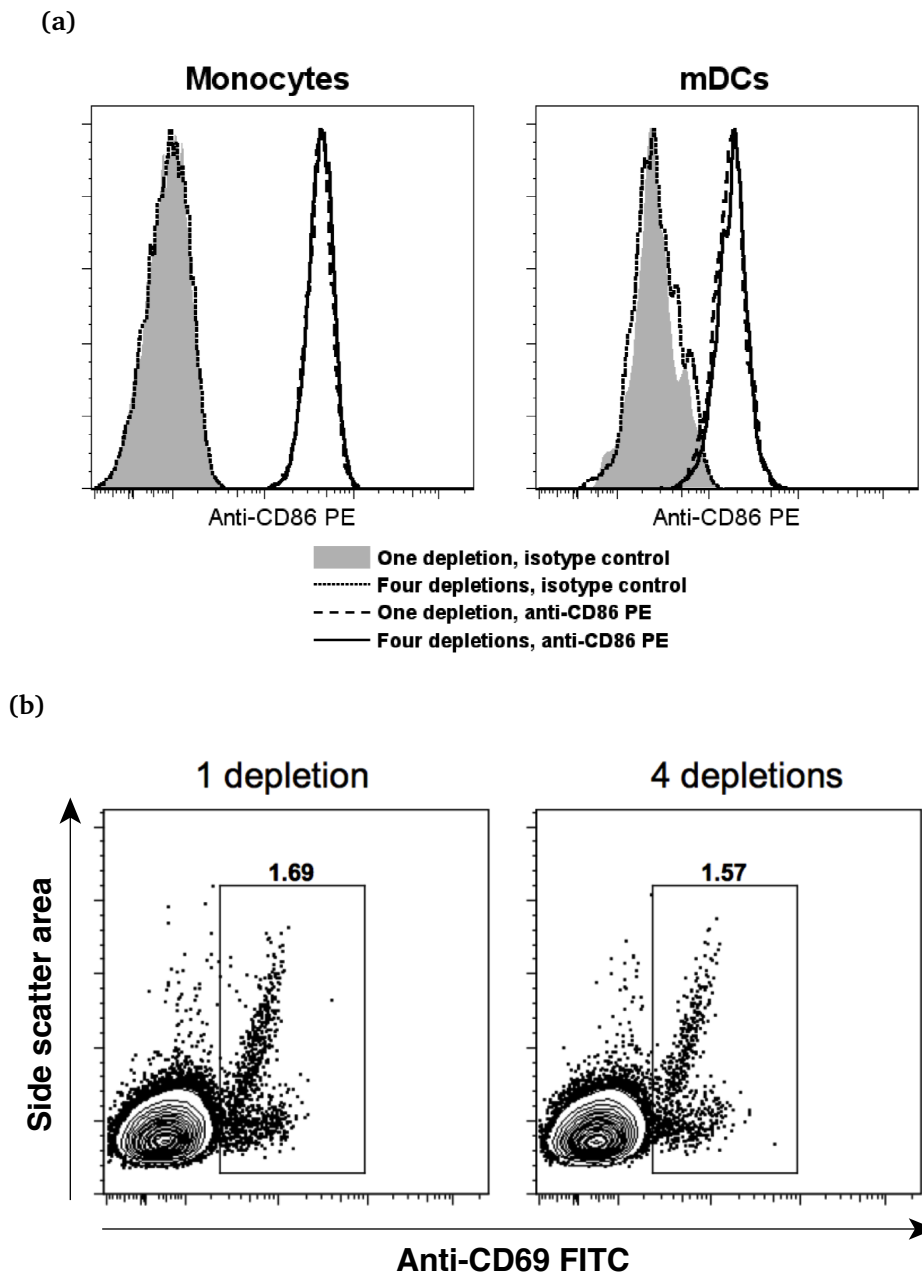 (a)
Monocytes
mDCs
Anti-CD86 PE
Anti-CD86 PE
One depletion, isotype control
Four depletions, isotype control
One depletion, anti-CD86 PE
Four depletions, anti-CD86 PE
(b)
1 depletion
4 depletions
Side scatter area
1.69
1.57
Anti-CD69 FITC